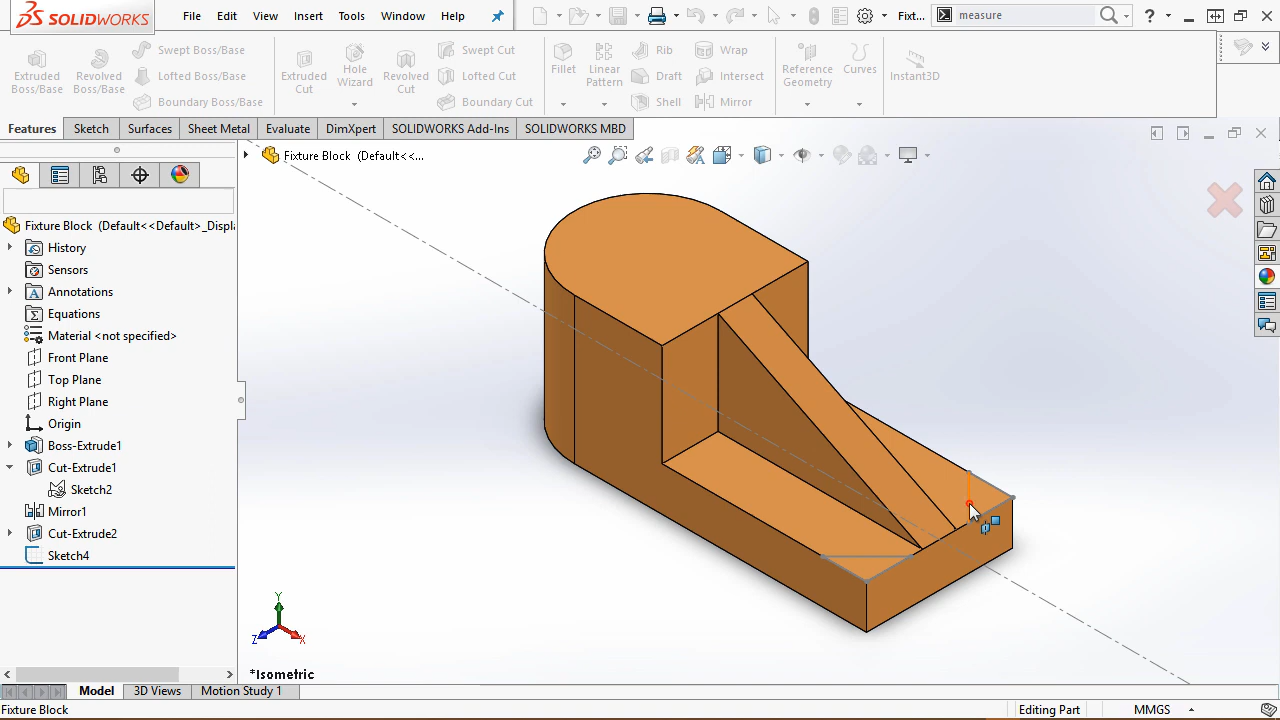 SOLIDWORKS File Edit View Insert Tools Window Help Fixt... measure ?
Extruded Boss/Base
Revolved Boss/Base
Swept Boss/Base
Lofted Boss/Base
Boundary Boss/Base
Extruded Cut
Hole Wizard
Revolved Cut
Swept Cut
Lofted Cut
Boundary Cut
Fillet
Linear Pattern
Rib
Draft
Shell
Wrap
Intersect
Mirror
Reference Geometry
Curves
Instant3D
Features Sketch Surfaces Sheet Metal Evaluate DimXpert SOLIDWORKS Add-Ins SOLIDWORKS MBD
Fixture Block (Default<<...
Fixture Block (Default<<Default>_Displ
History
Sensors
Annotations
Equations
Material <not specified>
Front Plane
Top Plane
Right Plane
Origin
Boss-Extrude1
Cut-Extrude1
Sketch2
Mirror1
Cut-Extrude2
Sketch4
Y
Z X
*Isometric
Model 3D Views Motion Study 1
Fixture Block Editing Part MMGS